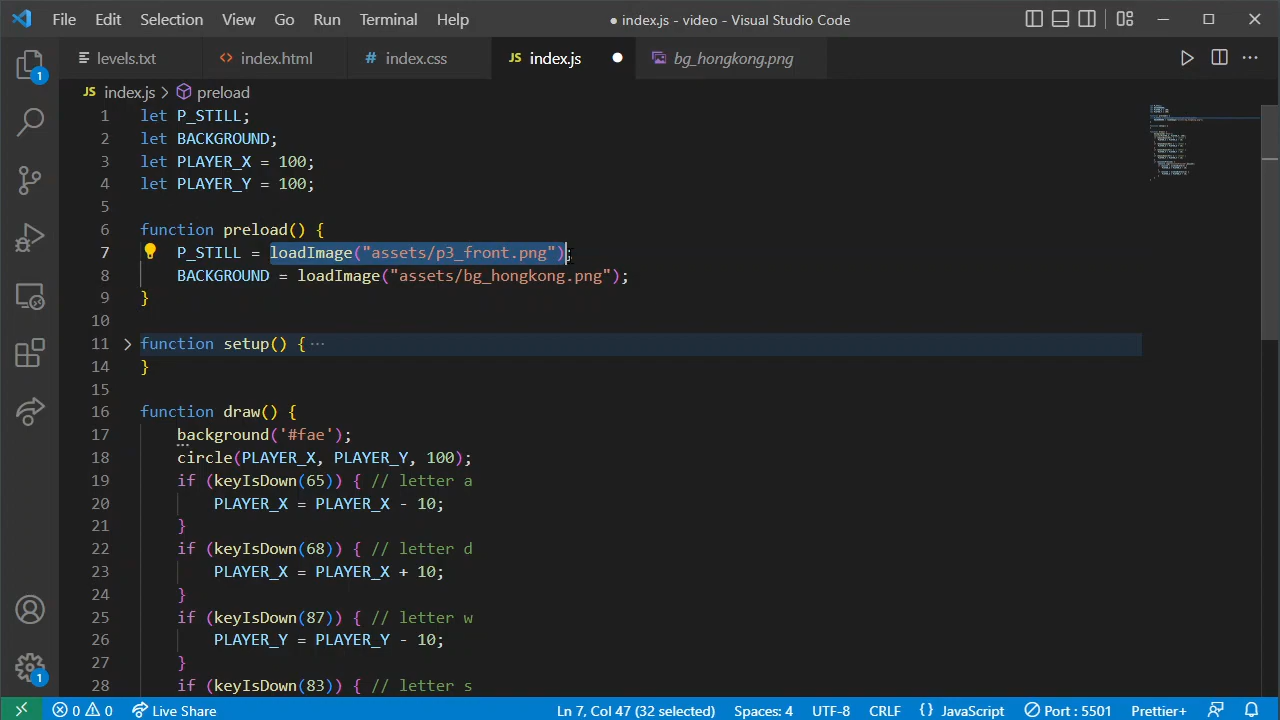 File Edit Selection View Go Run Terminal Help
● index.js - video - Visual Studio Code
levels.txt
<> index.html
# index.css
JS index.js ●
bg_hongkong.png
JS index.js > preload
1 let P_STILL;
2 let BACKGROUND;
3 let PLAYER_X = 100;
4 let PLAYER_Y = 100;
5
6 function preload() {
7 P_STILL = loadImage("assets/p3_front.png");
8 BACKGROUND = loadImage("assets/bg_hongkong.png");
9 }
10
11 function setup() { ···
14 }
15
16 function draw() {
17 background('#fae');
18 circle(PLAYER_X, PLAYER_Y, 100);
19 if (keyIsDown(65)) { // letter a
20 PLAYER_X = PLAYER_X - 10;
21 }
22 if (keyIsDown(68)) { // letter d
23 PLAYER_X = PLAYER_X + 10;
24 }
25 if (keyIsDown(87)) { // letter w
26 PLAYER_Y = PLAYER_Y - 10;
27 }
28 if (keyIsDown(83)) { // letter s
1
1
0 0 Live Share
Ln 7, Col 47 (32 selected) Spaces: 4 UTF-8 CRLF {} JavaScript Port : 5501 Prettier+